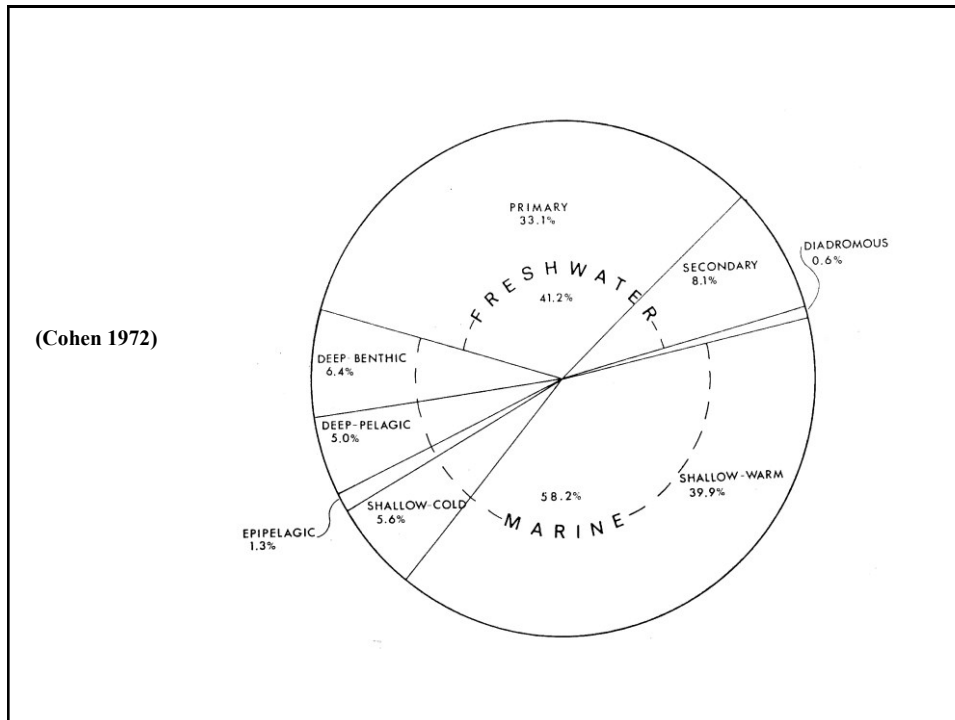 PRIMARY
33.1%
DIADROMOUS
0.6%
SECONDARY
8.1%
FRESHWATER
41.2%
(Cohen 1972)
DEEP-BENTHIC
6.4%
DEEP-PELAGIC
5.0%
SHALLOW-WARM
39.9%
58.2%
MARINE
SHALLOW-COLD
5.6%
EPIPELAGIC
1.3%